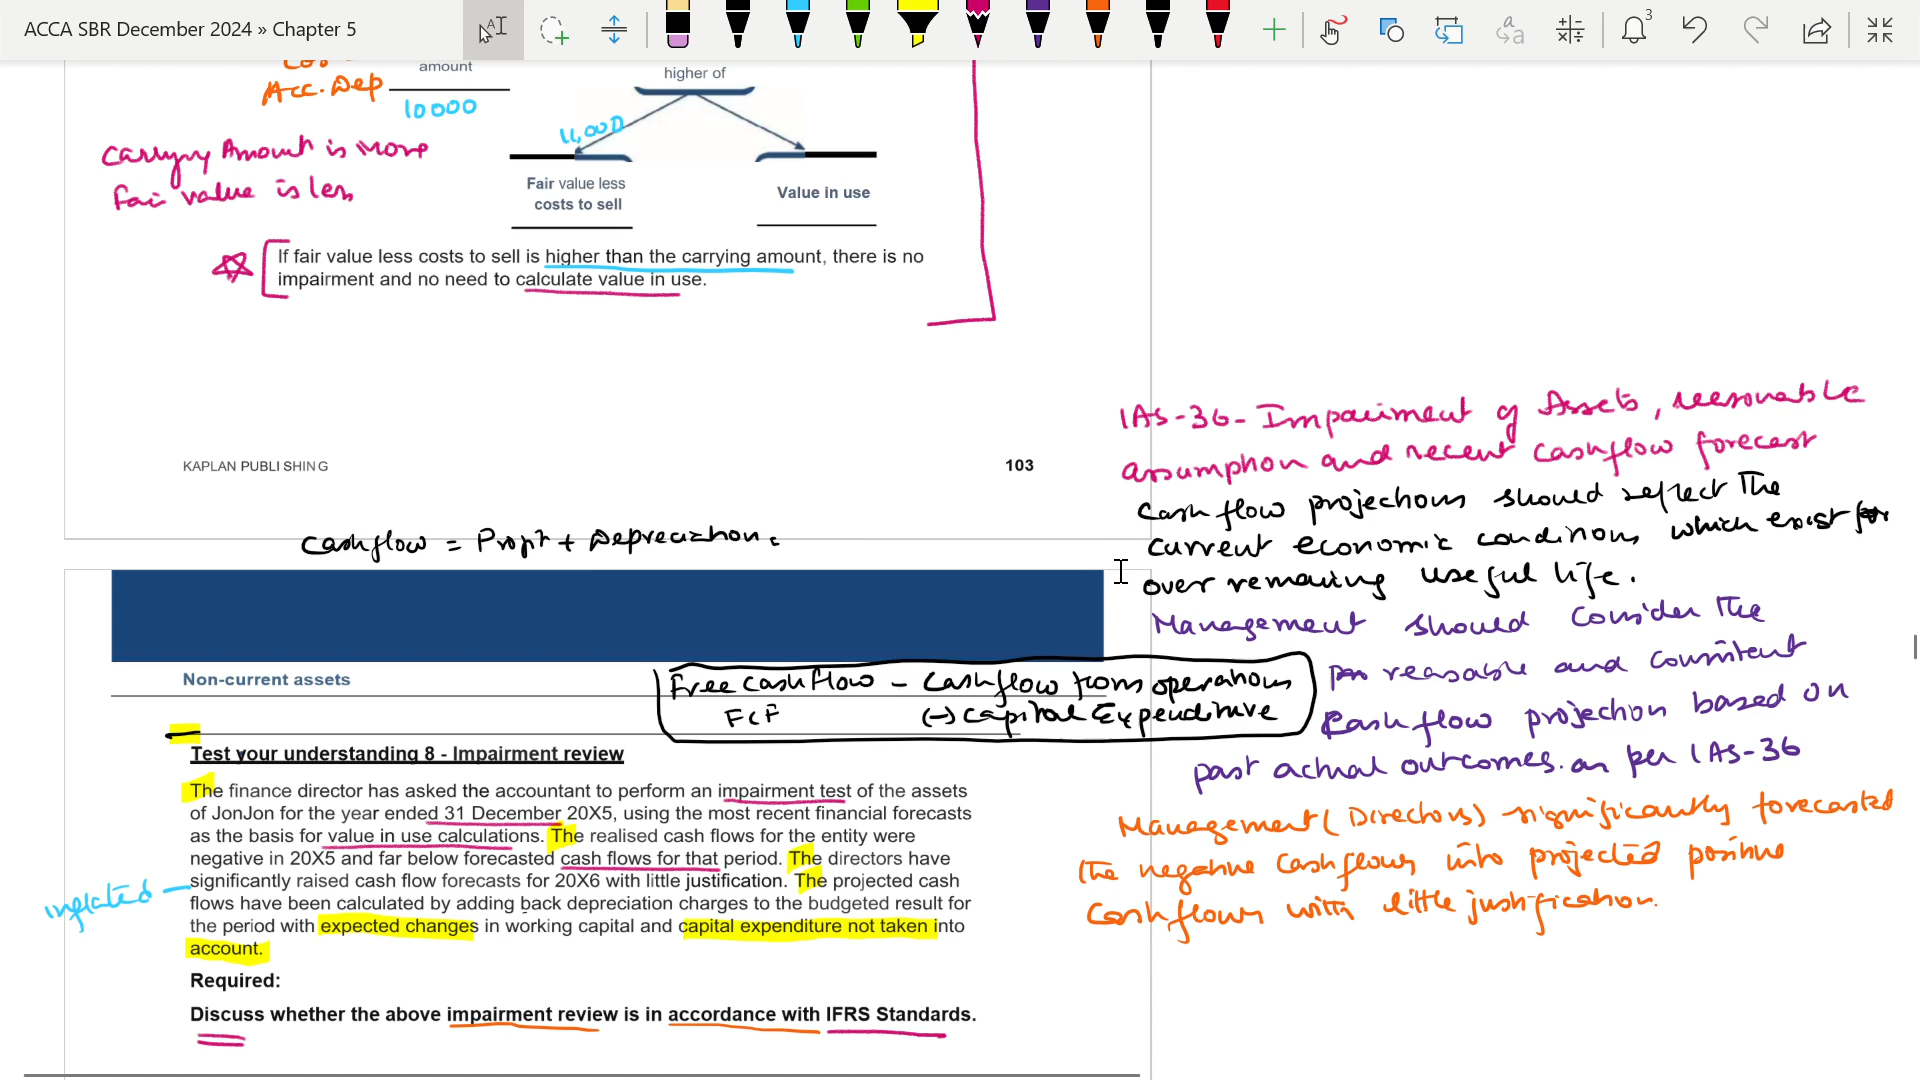 ACCA SBR December 2024 » Chapter 5
3
Acc. Dep
amount
10000
higher of
11,000
Carryny Amount is More
Fair value is less
Fair value less
costs to sell
Value in use
If fair value less costs to sell is higher than the carrying amount, there is no
impairment and no need to calculate value in use.
KAPLAN PUBLISHING
103
IAS-36- Impairment of Assets, reasonable
assumption and recent cashflow forecast
Cash flow projections should reflect the
current economic conditions which exist for
over remaining useful life.
Management should consider the
reasable and consistent
Cashflow projection based on
past actual outcomes. as per IAS-36
Management (Directors) significantly forecasted
the negative cashflows into projected positive
Cashflows with little justification.
Cashflow = Profit + Depreciation
Non-current assets
Free cashflow - Cashflow from operations
FCF (-) Capital Expenditure
Test your understanding 8 - Impairment review
The finance director has asked the accountant to perform an impairment test of the assets
of JonJon for the year ended 31 December 20X5, using the most recent financial forecasts
as the basis for value in use calculations. The realised cash flows for the entity were
negative in 20X5 and far below forecasted cash flows for that period. The directors have
significantly raised cash flow forecasts for 20X6 with little justification. The projected cash
flows have been calculated by adding back depreciation charges to the budgeted result for
the period with expected changes in working capital and capital expenditure not taken into
account.
inflated
Required:
Discuss whether the above impairment review is in accordance with IFRS Standards.